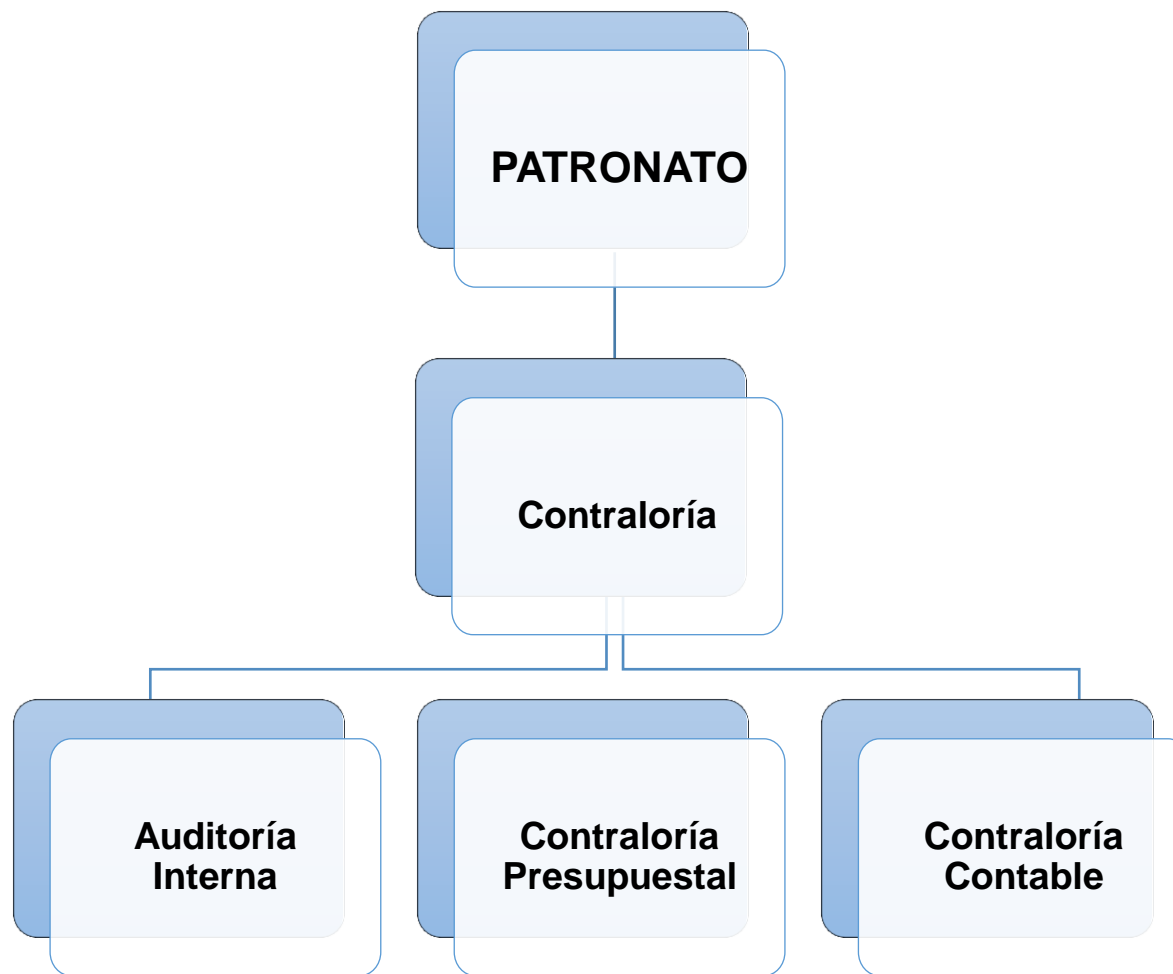 PATRONATO
Contraloría
Auditoría
Interna
Contraloría
Presupuestal
Contraloría
Contable